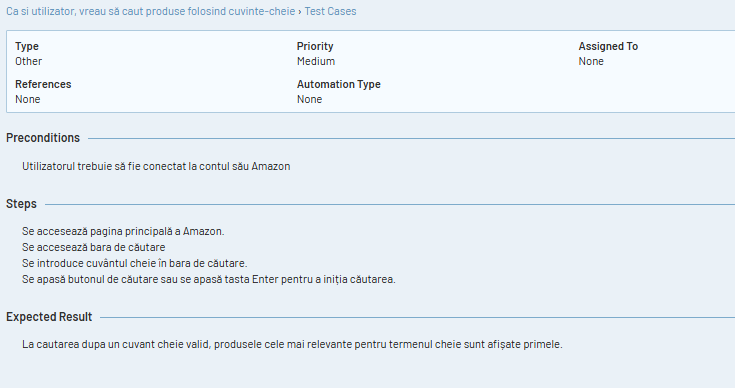 Ca si utilizator, vreau să caut produse folosind cuvinte-cheie › Test Cases
Type Priority Assigned To
Other Medium None
References Automation Type
None None
Preconditions
Utilizatorul trebuie să fie conectat la contul său Amazon
Steps
Se accesează pagina principală a Amazon.
Se accesează bara de căutare
Se introduce cuvântul cheie în bara de căutare.
Se apasă butonul de căutare sau se apasă tasta Enter pentru a iniția căutarea.
Expected Result
La cautarea dupa un cuvant cheie valid, produsele cele mai relevante pentru termenul cheie sunt afișate primele.